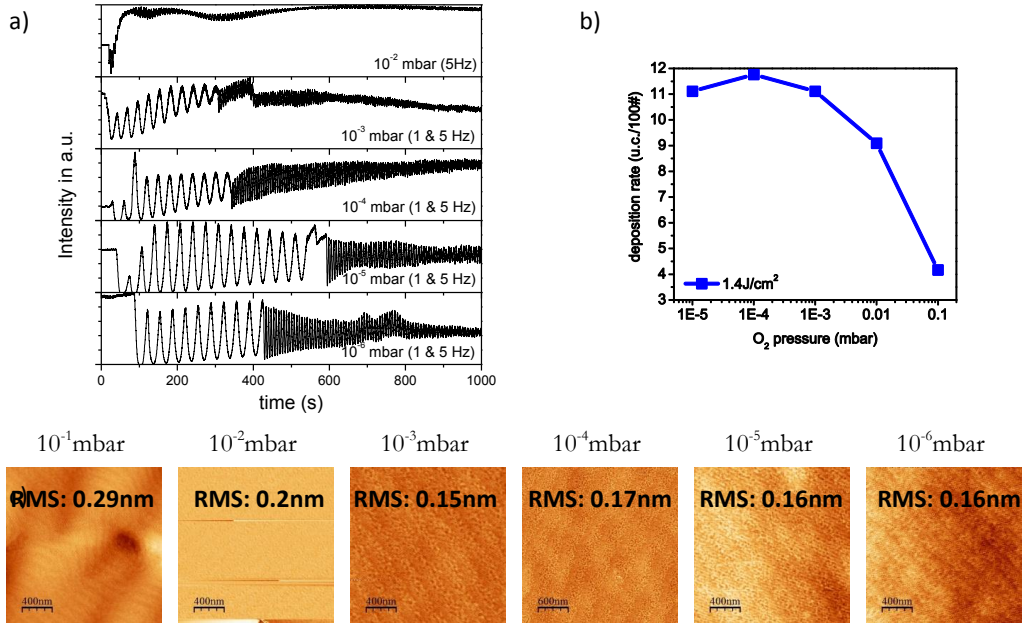 a)
Intensity in a.u.
10⁻² mbar (5Hz)
10⁻³ mbar (1 & 5 Hz)
10⁻⁴ mbar (1 & 5 Hz)
10⁻⁵ mbar (1 & 5 Hz)
10⁻⁶ mbar (1 & 5 Hz)
0 200 400 600 800 1000
time (s)
b)
deposition rate (u.c./100#)
12
11
10
9
8
7
6
5
4
3
1.4J/cm²
1E-5 1E-4 1E-3 0.01 0.1
O₂ pressure (mbar)
10⁻¹mbar 10⁻²mbar 10⁻³mbar 10⁻⁴mbar 10⁻⁵mbar 10⁻⁶mbar
c)
RMS: 0.29nm RMS: 0.2nm RMS: 0.15nm RMS: 0.17nm RMS: 0.16nm RMS: 0.16nm
400nm 400nm 400nm 600nm 400nm 400nm